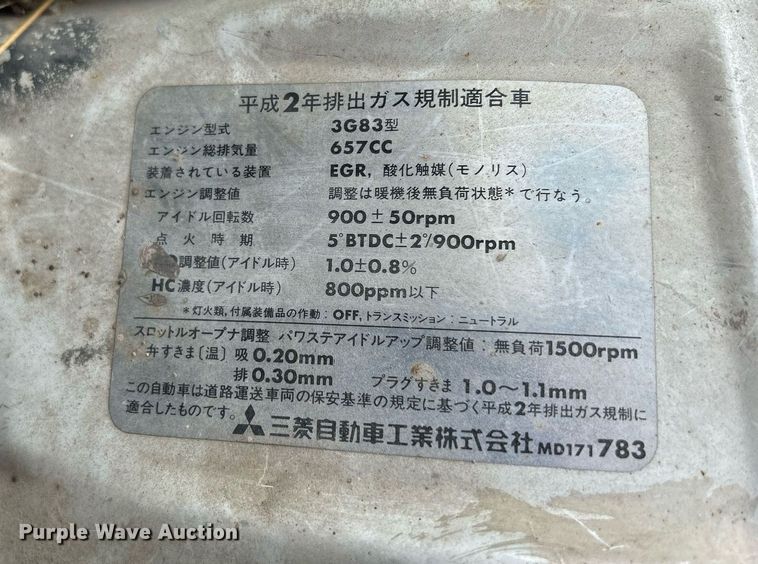 平成2年排出ガス規制適合車
エンジン型式 3G83型
エンジン総排気量 657CC
装着されている装置 EGR, 酸化触媒(モノリス)
エンジン調整値 調整は暖機後無負荷状態*で行なう。
アイドル回転数 900±50rpm
点火時期 5°BTDC±2°/900rpm
調整値(アイドル時) 1.0±0.8%
HC濃度(アイドル時) 800ppm以下
*灯火類,付属装備品の作動:OFF,トランスミッション:ニュートラル
スロットルオープナ調整 パワステアイドルアップ調整値:無負荷1500rpm
弁すきま〔温〕吸0.20mm
排0.30mm プラグすきま 1.0~1.1mm
この自動車は道路運送車両の保安基準の規定に基づく平成2年排出ガス規制に
適合したものです。 三菱自動車工業株式会社 MD171783
Purple Wave Auction